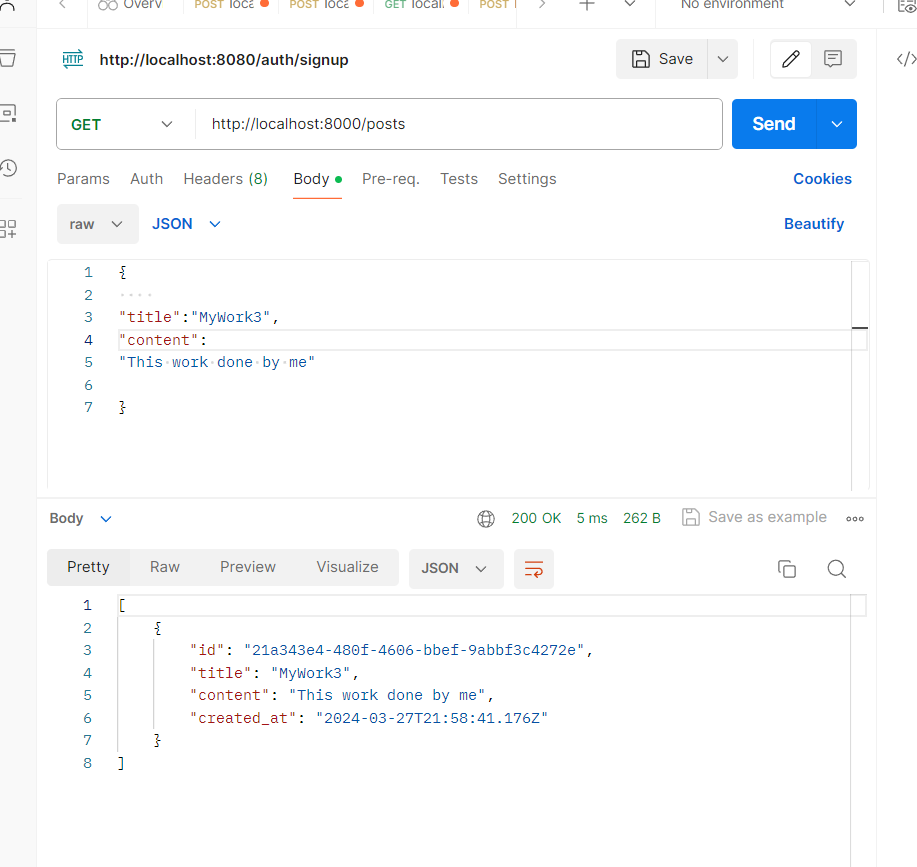 Overv POST loca POST loca GET local. POST No environment
HTTP http://localhost:8080/auth/signup Save
GET http://localhost:8000/posts Send
Params Auth Headers (8) Body Pre-req. Tests Settings Cookies
raw JSON Beautify
1 {
2 ····
3 "title":"MyWork3",
4 "content":
5 "This·work·done·by·me"
6
7 }
Body 200 OK 5 ms 262 B Save as example
Pretty Raw Preview Visualize JSON
1 [
2 {
3 "id": "21a343e4-480f-4606-bbef-9abbf3c4272e",
4 "title": "MyWork3",
5 "content": "This work done by me",
6 "created_at": "2024-03-27T21:58:41.176Z"
7 }
8 ]